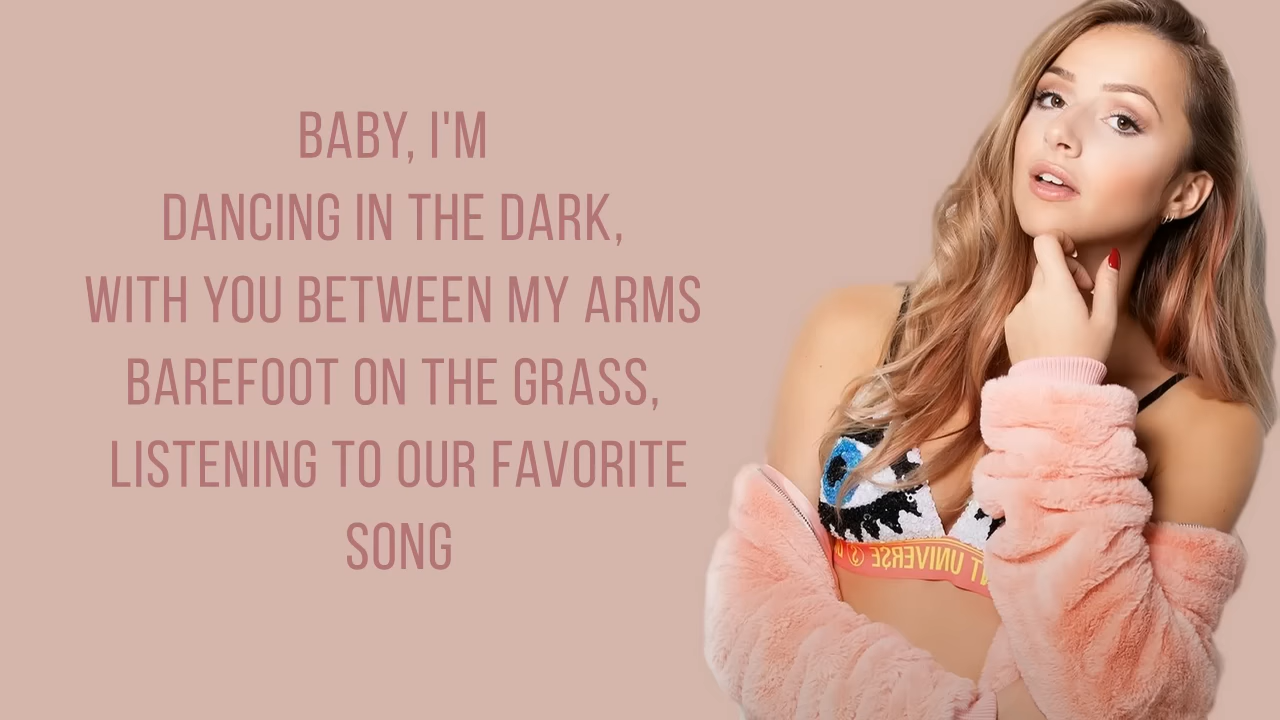 BABY, I'M
DANCING IN THE DARK,
WITH YOU BETWEEN MY ARMS
BAREFOOT ON THE GRASS,
LISTENING TO OUR FAVORITE
SONG
UNIVERSE